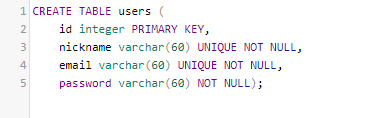 1 CREATE TABLE users (
2     id integer PRIMARY KEY,
3     nickname varchar(60) UNIQUE NOT NULL,
4     email varchar(60) UNIQUE NOT NULL,
5     password varchar(60) NOT NULL);